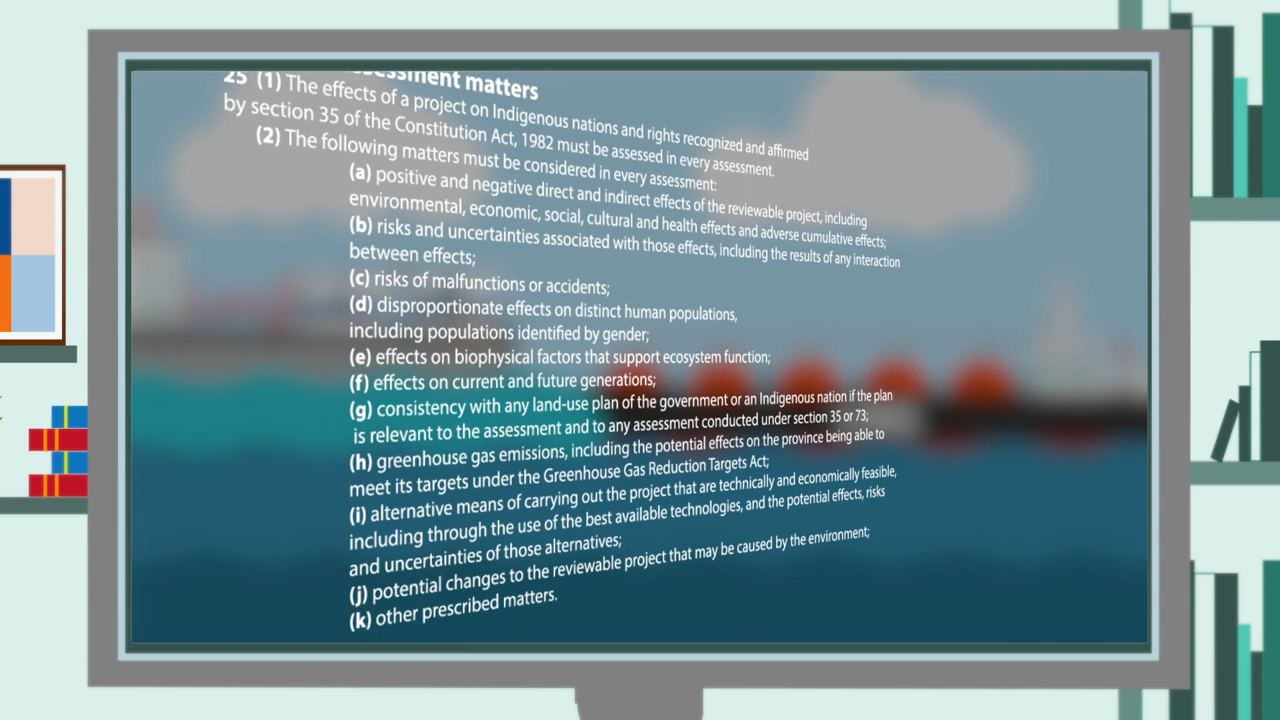 matters
25 (1) The effects of a project on Indigenous nations and rights recognized and affirmed
by section 35 of the Constitution Act, 1982 must be assessed in every assessment.
(2) The following matters must be considered in every assessment:
(a) positive and negative direct and indirect effects of the reviewable project, including
environmental, economic, social, cultural and health effects and adverse cumulative effects;
(b) risks and uncertainties associated with those effects, including the results of any interaction
between effects;
(c) risks of malfunctions or accidents;
(d) disproportionate effects on distinct human populations,
including populations identified by gender;
(e) effects on biophysical factors that support ecosystem function;
(f) effects on current and future generations;
(g) consistency with any land-use plan of the government or an Indigenous nation if the plan
is relevant to the assessment and to any assessment conducted under section 35 or 73;
(h) greenhouse gas emissions, including the potential effects on the province being able to
meet its targets under the Greenhouse Gas Reduction Targets Act;
(i) alternative means of carrying out the project that are technically and economically feasible,
including through the use of the best available technologies, and the potential effects, risks
and uncertainties of those alternatives;
(j) potential changes to the reviewable project that may be caused by the environment;
(k) other prescribed matters.